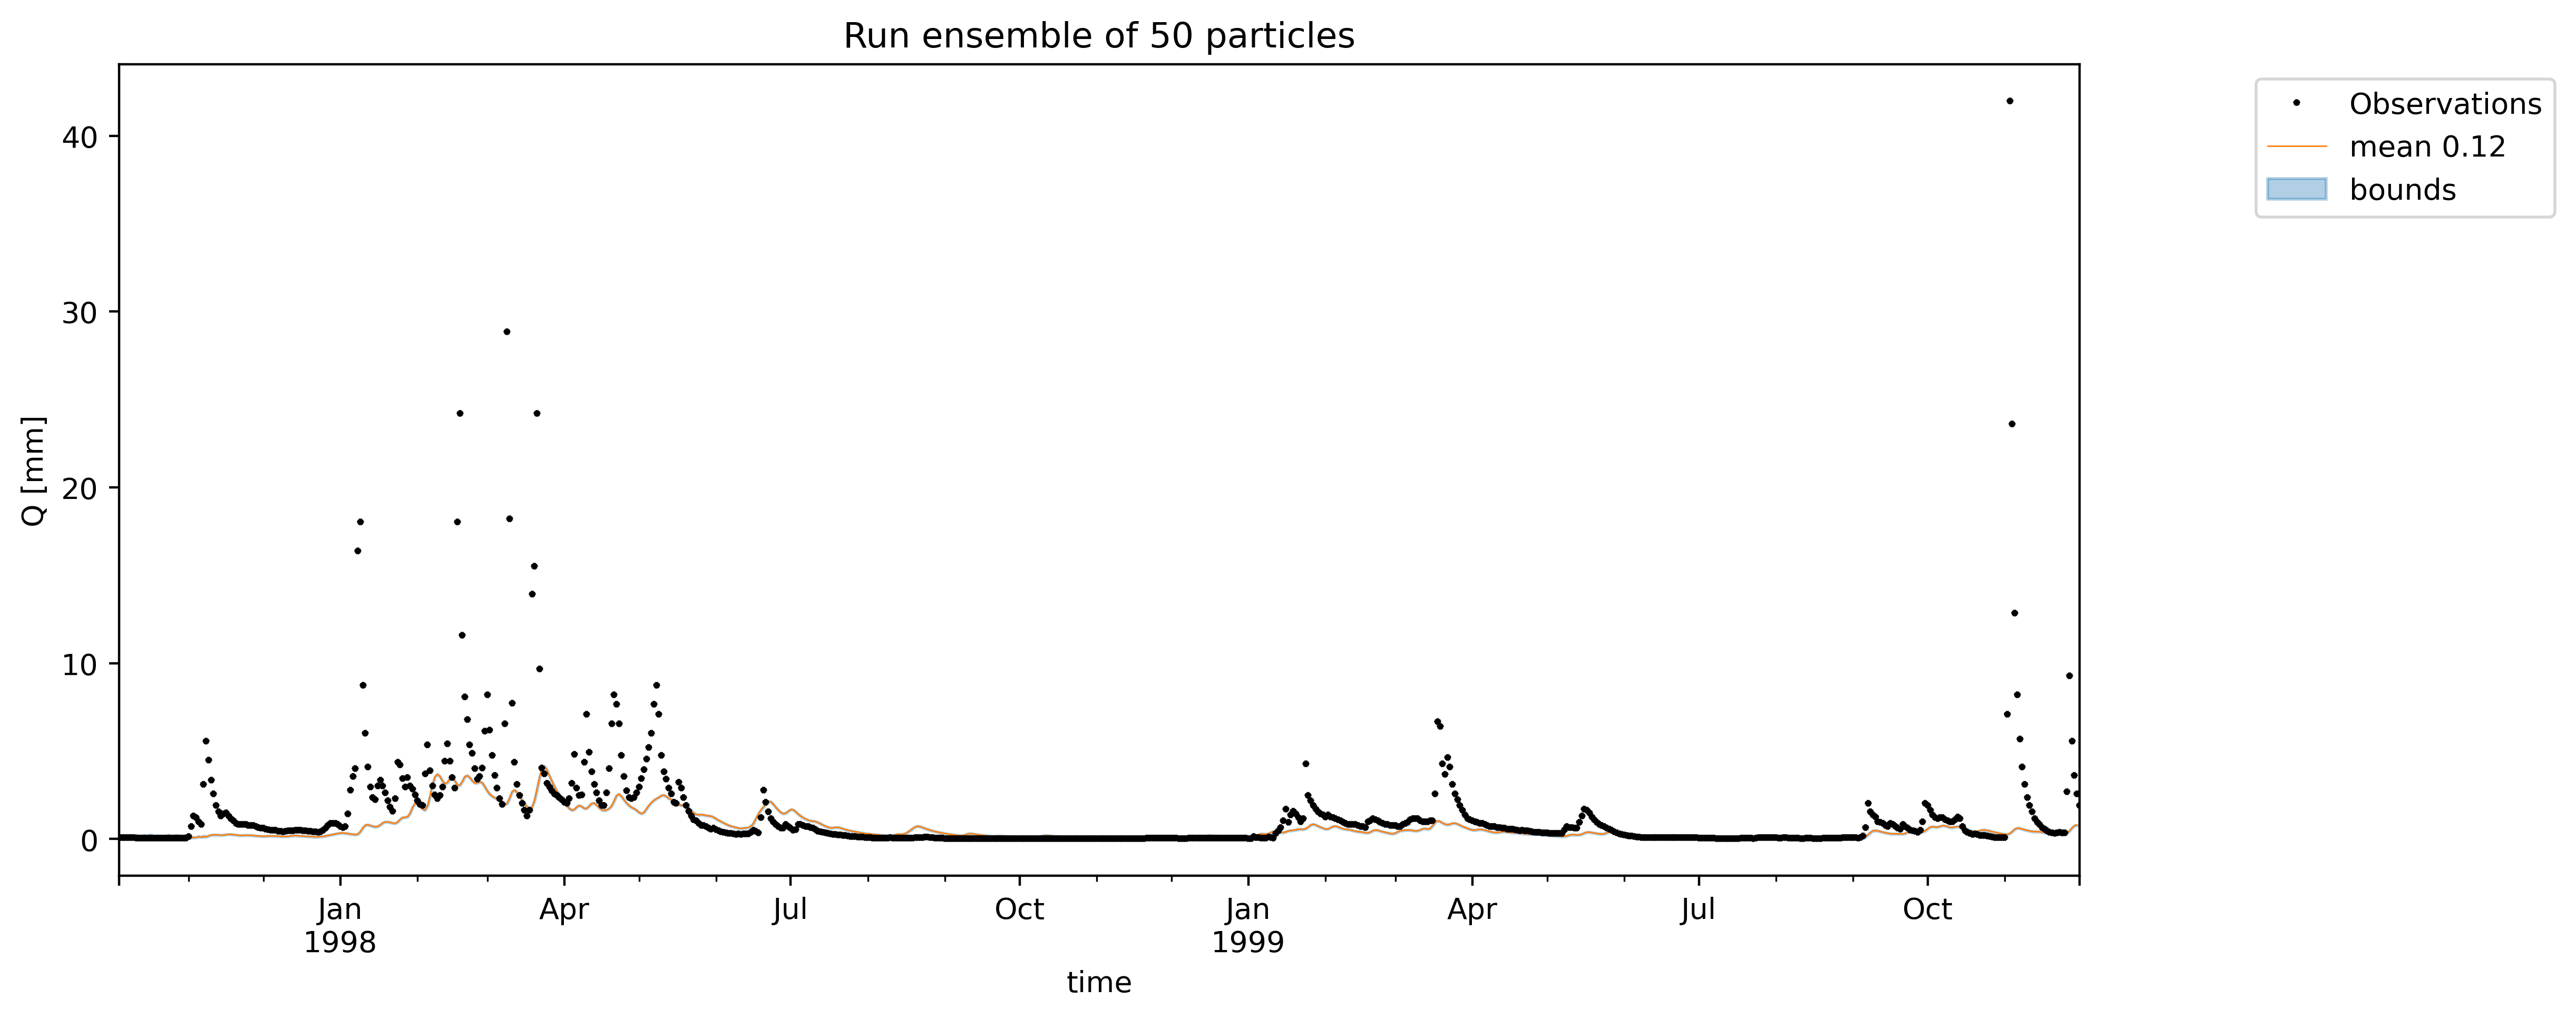 Run ensemble of 50 particles
Observations
mean 0.12
bounds
40
30
20
10
0
Q [mm]
Jan
1998
Apr
Jul
Oct
Jan
1999
Apr
Jul
Oct
time